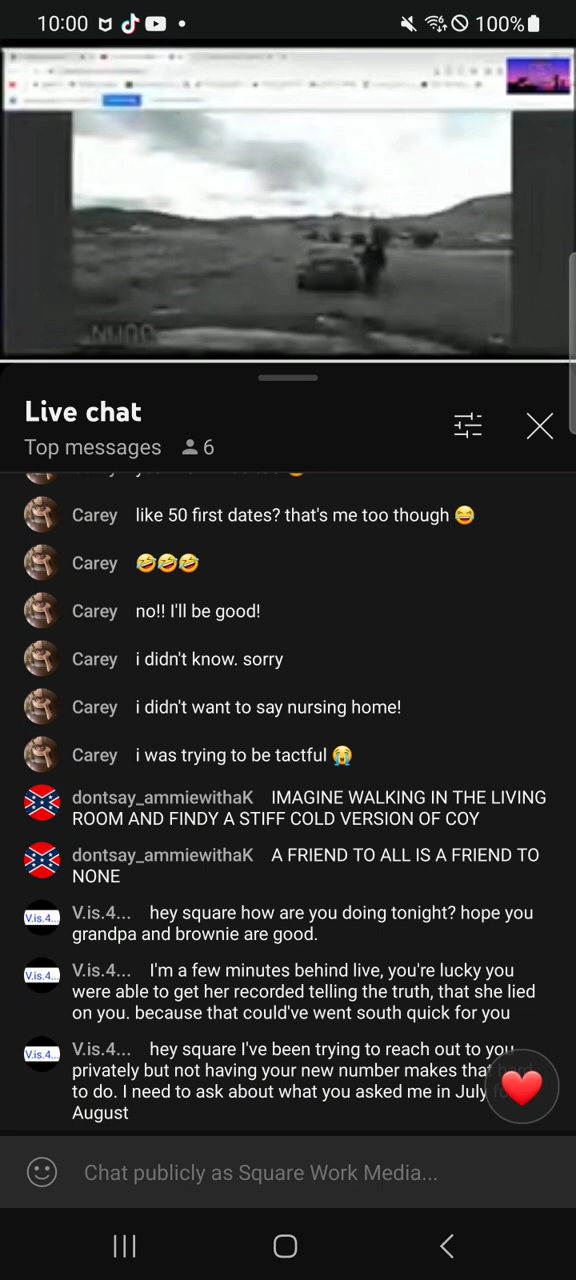 10:00
100%
Live chat
Top messages 6
Carey like 50 first dates? that's me too though 😂
Carey 🤣🤣🤣
Carey no!! I'll be good!
Carey i didn't know. sorry
Carey i didn't want to say nursing home!
Carey i was trying to be tactful 😭
dontsay_ammiewithaK IMAGINE WALKING IN THE LIVING
ROOM AND FINDY A STIFF COLD VERSION OF COY
dontsay_ammiewithaK A FRIEND TO ALL IS A FRIEND TO
NONE
V.is.4... V.is.4... hey square how are you doing tonight? hope you
grandpa and brownie are good.
V.is.4... V.is.4... I'm a few minutes behind live, you're lucky you
were able to get her recorded telling the truth, that she lied
on you. because that could've went south quick for you
V.is.4... V.is.4... hey square I've been trying to reach out to you
privately but not having your new number makes that
to do. I need to ask about what you asked me in July
August
Chat publicly as Square Work Media...